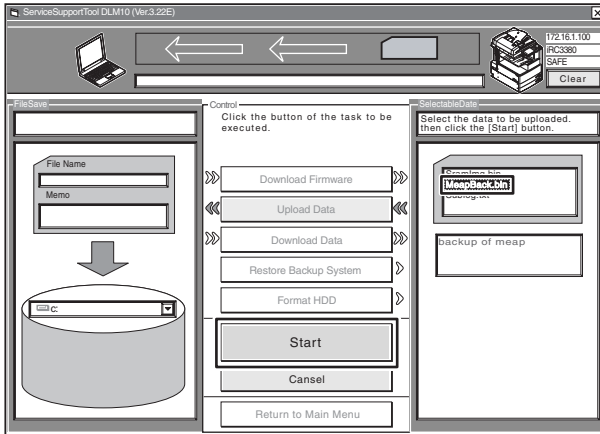 ServiceSupportTool DLM10 (Ver.3.22E)
172.16.1.100
iRC3380
SAFE
Clear
FileSave
File Name
Memo
C:
Control
Click the button of the task to be
executed.
Download Firmware
Upload Data
Download Data
Restore Backup System
Format HDD
Start
Cansel
Return to Main Menu
SelectableDate
Select the data to be uploaded.
then click the [Start] button.
SramImg.bin
MeapBack.bin
Sublog.txt
backup of meap